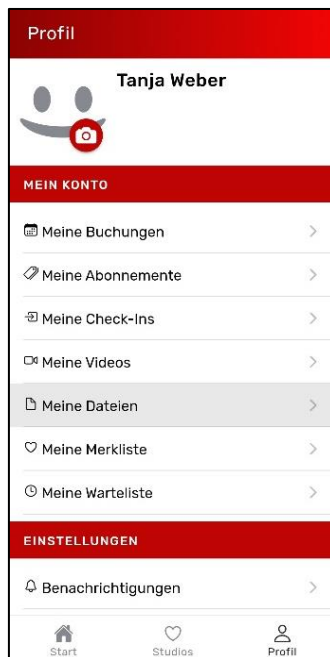 Profil
Tanja Weber
MEIN KONTO
Meine Buchungen
Meine Abonnemente
Meine Check-Ins
Meine Videos
Meine Dateien
Meine Merkliste
Meine Warteliste
EINSTELLUNGEN
Benachrichtigungen
Start Studios Profil